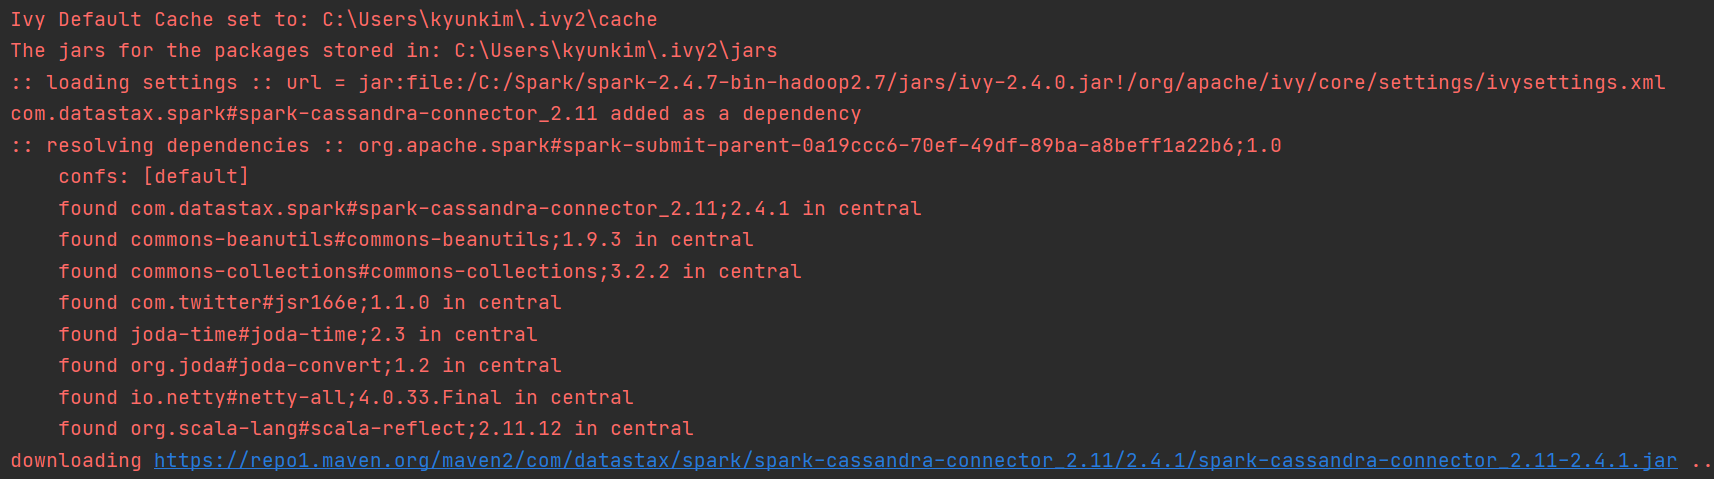 Ivy Default Cache set to: C:\Users\kyunkim\.ivy2\cache
The jars for the packages stored in: C:\Users\kyunkim\.ivy2\jars
:: loading settings :: url = jar:file:/C:/Spark/spark-2.4.7-bin-hadoop2.7/jars/ivy-2.4.0.jar!/org/apache/ivy/core/settings/ivysettings.xml
com.datastax.spark#spark-cassandra-connector_2.11 added as a dependency
:: resolving dependencies :: org.apache.spark#spark-submit-parent-0a19ccc6-70ef-49df-89ba-a8beff1a22b6;1.0
    confs: [default]
    found com.datastax.spark#spark-cassandra-connector_2.11;2.4.1 in central
    found commons-beanutils#commons-beanutils;1.9.3 in central
    found commons-collections#commons-collections;3.2.2 in central
    found com.twitter#jsr166e;1.1.0 in central
    found joda-time#joda-time;2.3 in central
    found org.joda#joda-convert;1.2 in central
    found io.netty#netty-all;4.0.33.Final in central
    found org.scala-lang#scala-reflect;2.11.12 in central
downloading https://repo1.maven.org/maven2/com/datastax/spark/spark-cassandra-connector_2.11/2.4.1/spark-cassandra-connector_2.11-2.4.1.jar ..